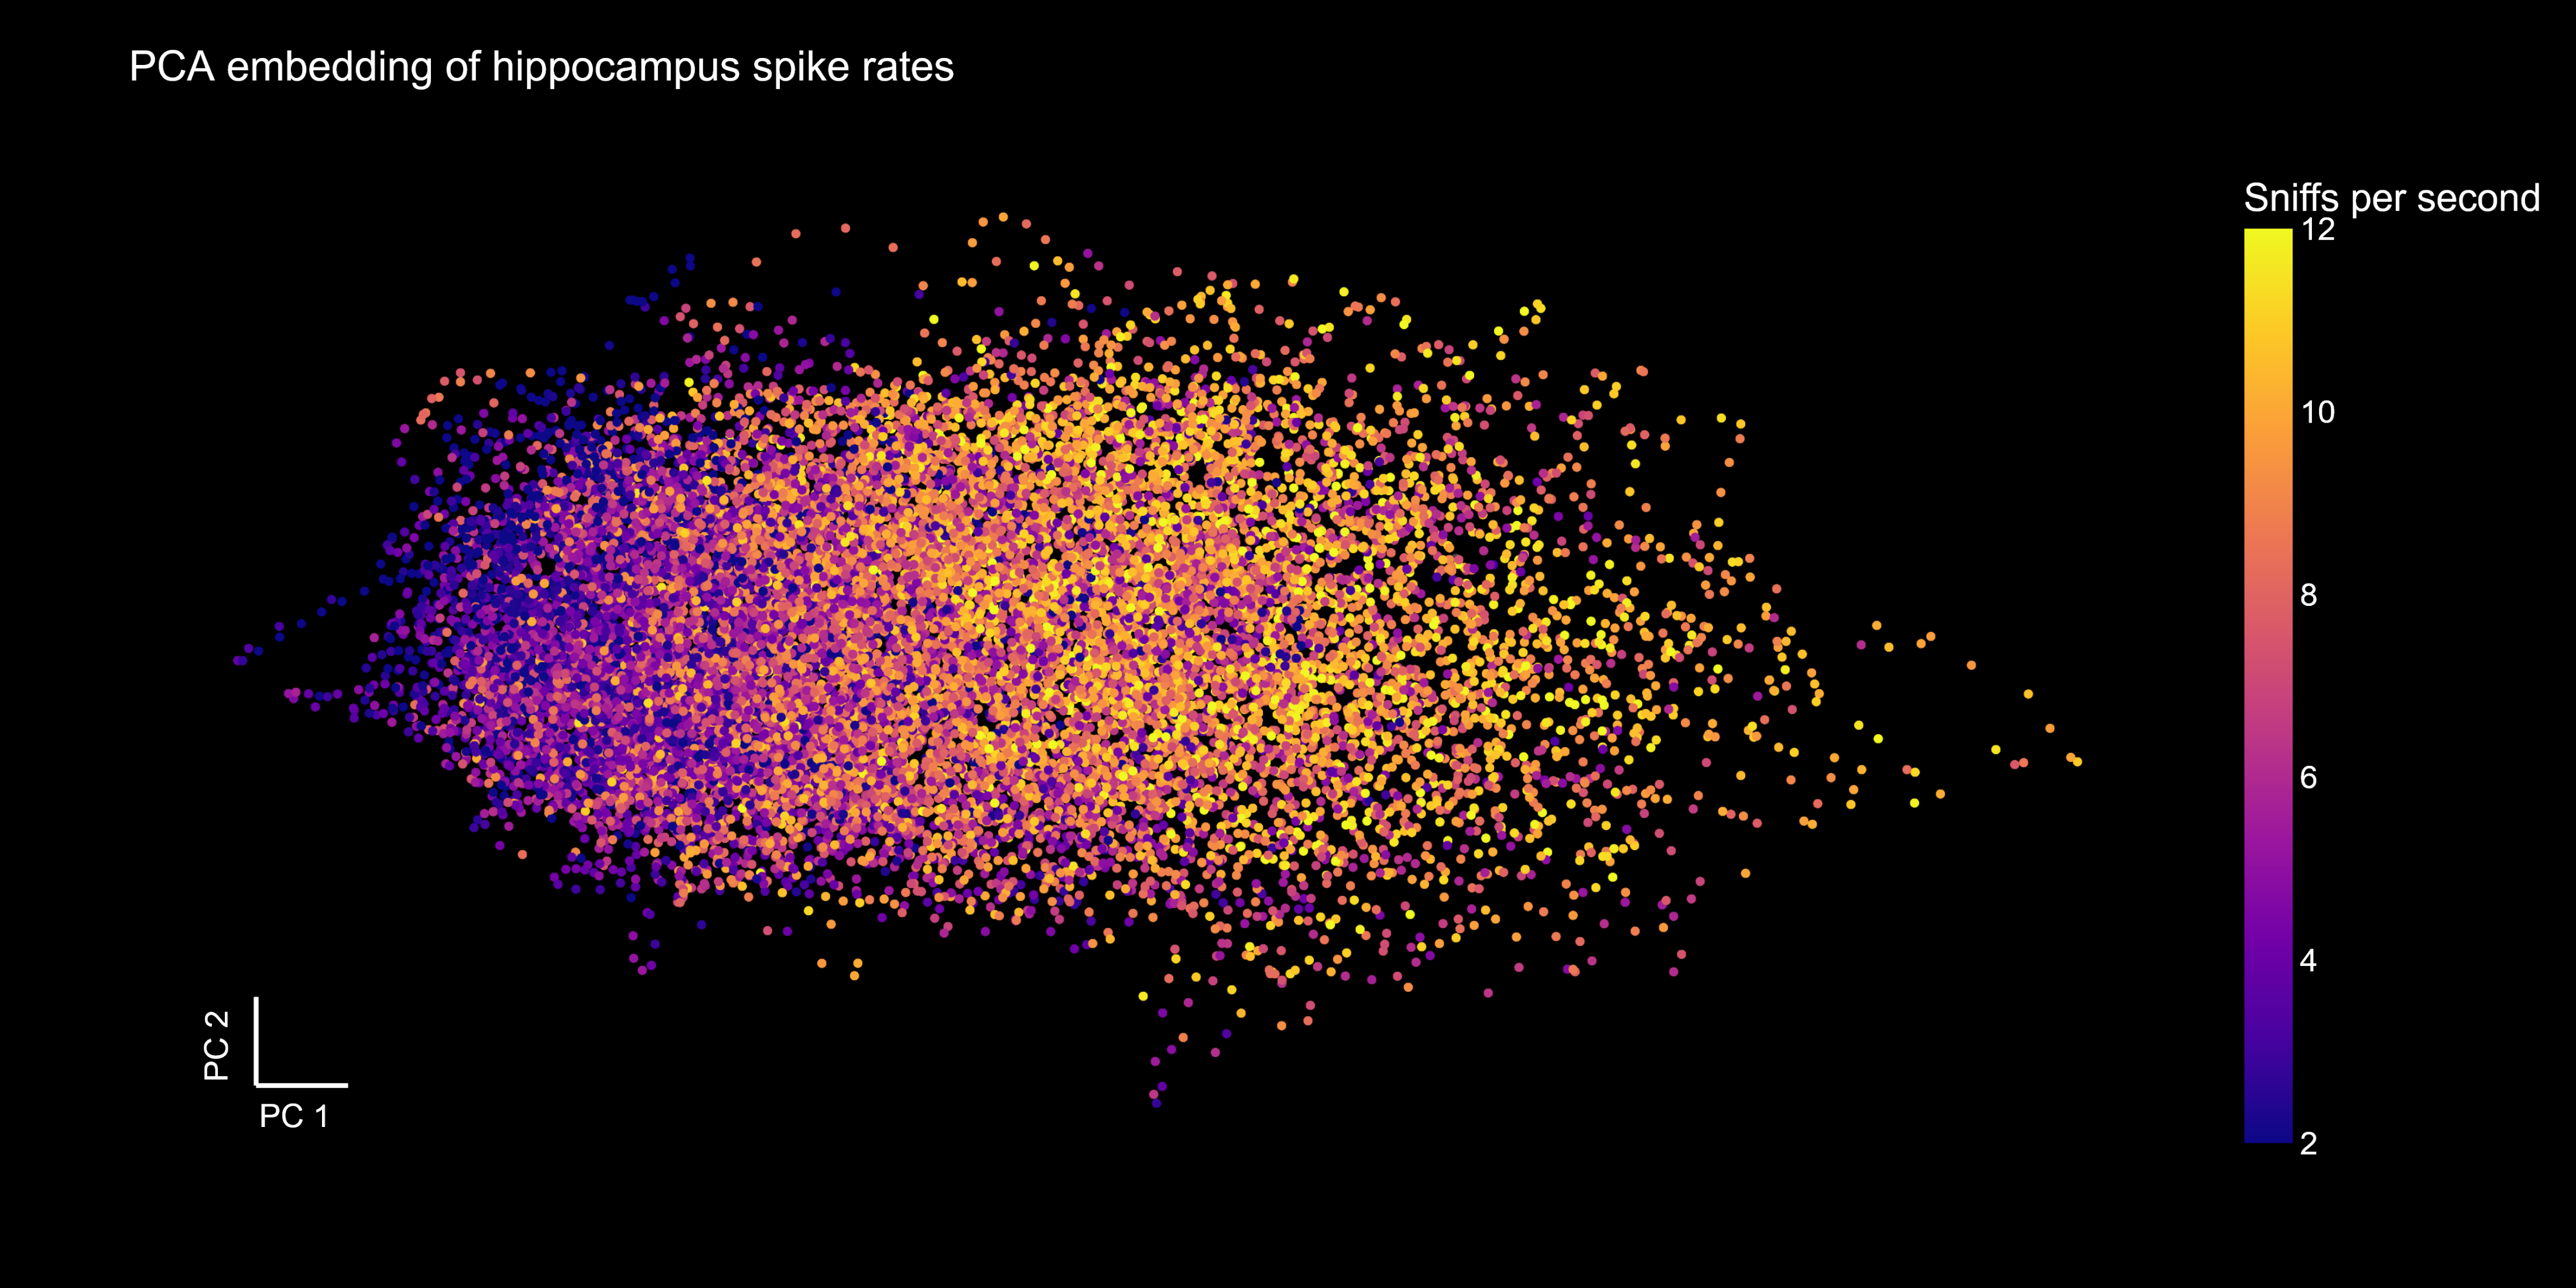 PCA embedding of hippocampus spike rates
Sniffs per second
12
10
8
6
4
2
PC 2
PC 1